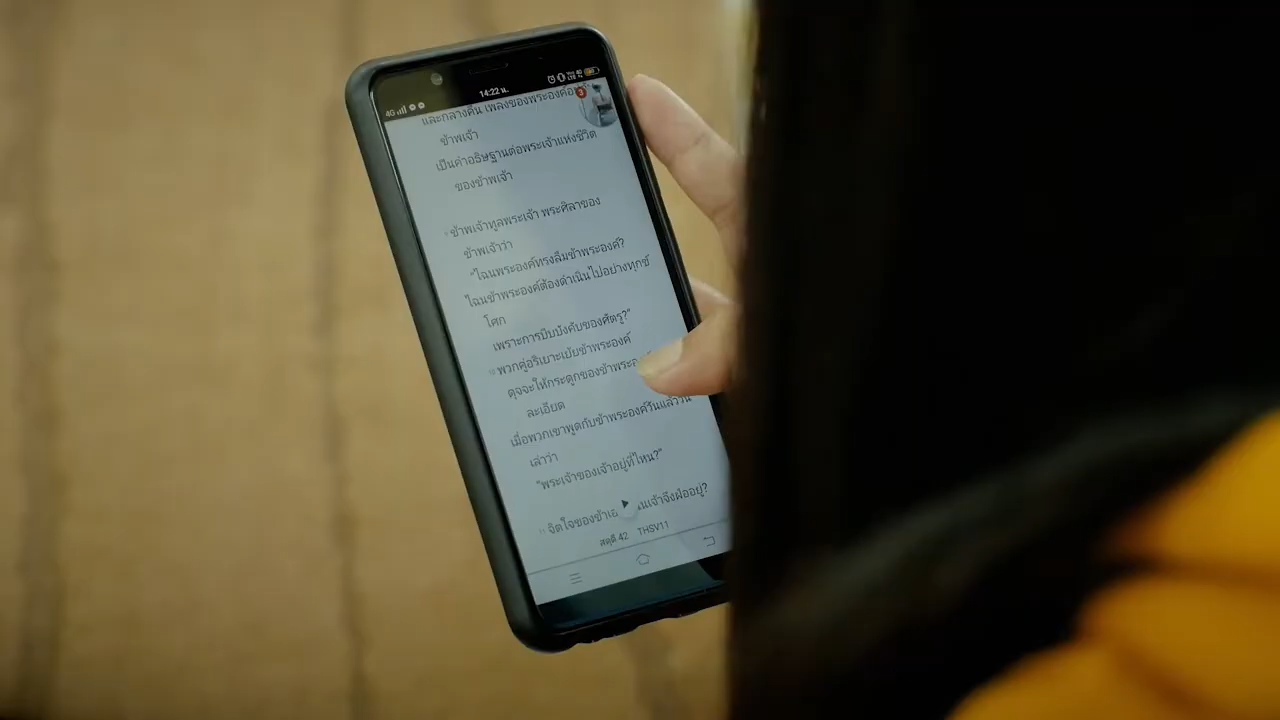 14:22 น.
4G
3
และกลางคืน เพลงของพระองค์อยู่
ข้าพเจ้า
เป็นคำอธิษฐานต่อพระเจ้าแห่งชีวิต
ของข้าพเจ้า
ข้าพเจ้าทูลพระเจ้า พระศิลาของ
ข้าพเจ้าว่า
"ไฉนพระองค์ทรงลืมข้าพระองค์?
ไฉนข้าพระองค์ต้องดำเนินไปอย่างทุกข์
โศก
เพราะการบีบบังคับของศัตรู?"
พวกคู่อริเยาะเย้ยข้าพระองค์
ดุจจะให้กระดูกของข้าพระอง
ละเอียด
เมื่อพวกเขาพูดกับข้าพระองค์วันแล้ววัน
เล่าว่า
"พระเจ้าของเจ้าอยู่ที่ไหน?"
จิตใจของข้าเอ นเจ้าจึงฝ่ออยู่?
สดุดี 42 THSV11